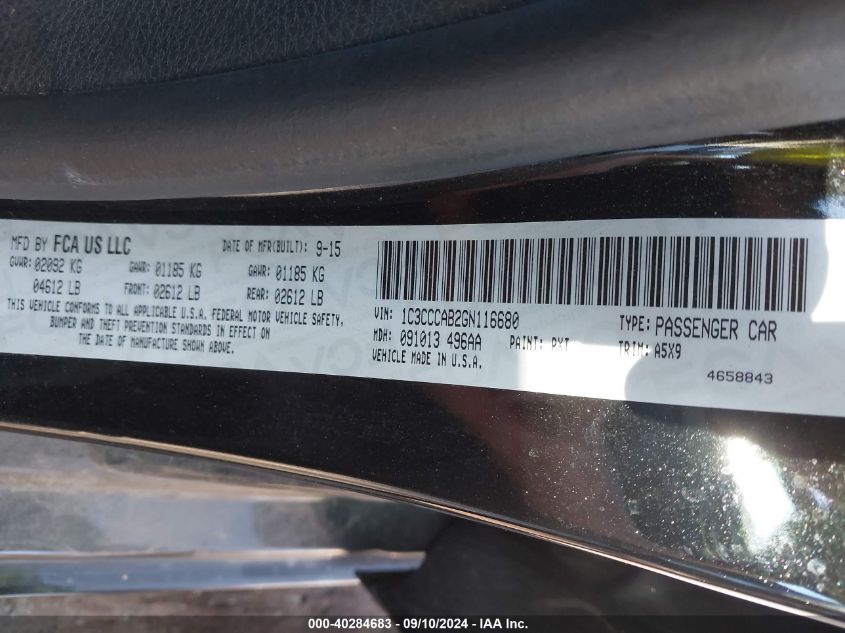 MFD BY FCA US LLC DATE OF MFR(BUILT): 9-15
GVWR: 02092 KG GAWR: 01185 KG GAWR: 01185 KG
04612 LB FRONT: 02612 LB REAR: 02612 LB
THIS VEHICLE CONFORMS TO ALL APPLICABLE U.S.A. FEDERAL MOTOR VEHICLE SAFETY,
BUMPER AND THEFT PREVENTION STANDARDS IN EFFECT ON
THE DATE OF MANUFACTURE SHOWN ABOVE.
VIN: 1C3CCCAB2GN116680 TYPE: PASSENGER CAR
MDH: 091013 496AA PAINT: PXT TRIM: A5X9
VEHICLE MADE IN U.S.A.
4658843
000-40284683 - 09/10/2024 - IAA Inc.